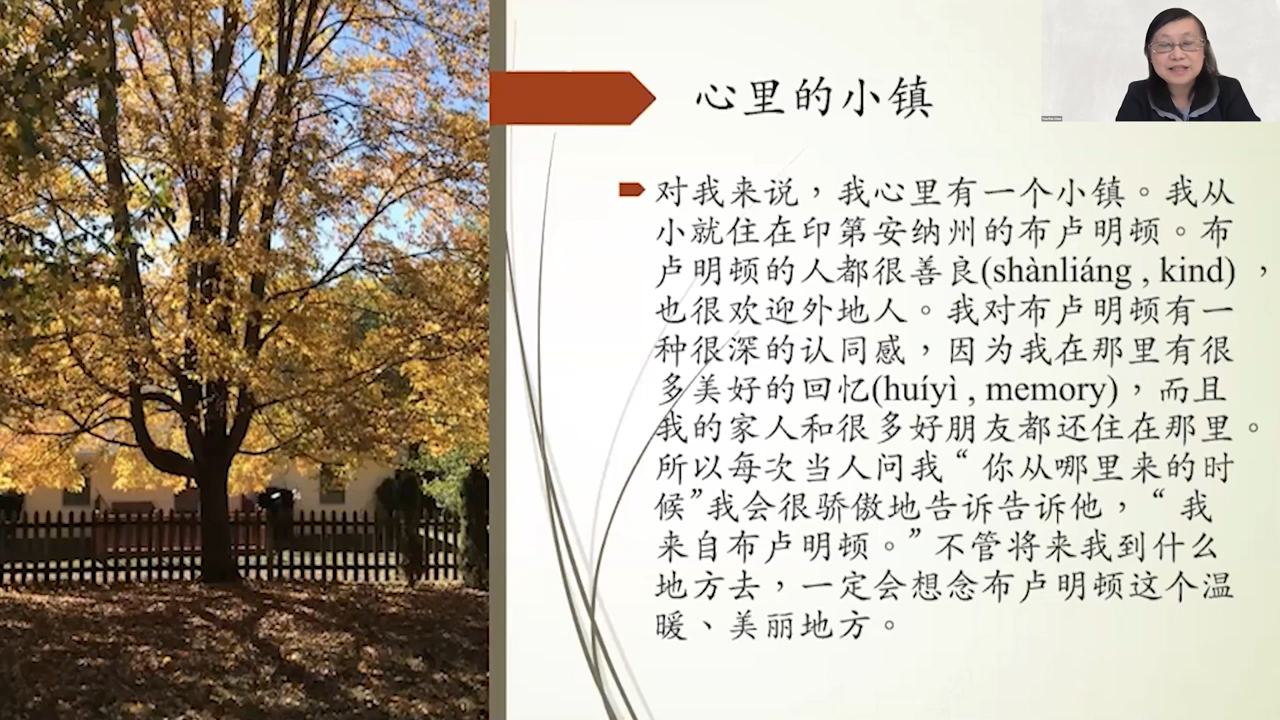 心里的小镇
对我来说，我心里有一个小镇。我从
小就住在印第安纳州的布卢明顿。布
卢明顿的人都很善良(shànliáng , kind) ，
也很欢迎外地人。我对布卢明顿有一
种很深的认同感，因为我在那里有很
多美好的回忆(huíyì , memory)，而且
我的家人和很多好朋友都还住在那里。
所以每次当人问我“ 你从哪里来的时
候”我会很骄傲地告诉告诉他，“ 我
来自布卢明顿。”不管将来我到什么
地方去，一定会想念布卢明顿这个温
暖、美丽地方。